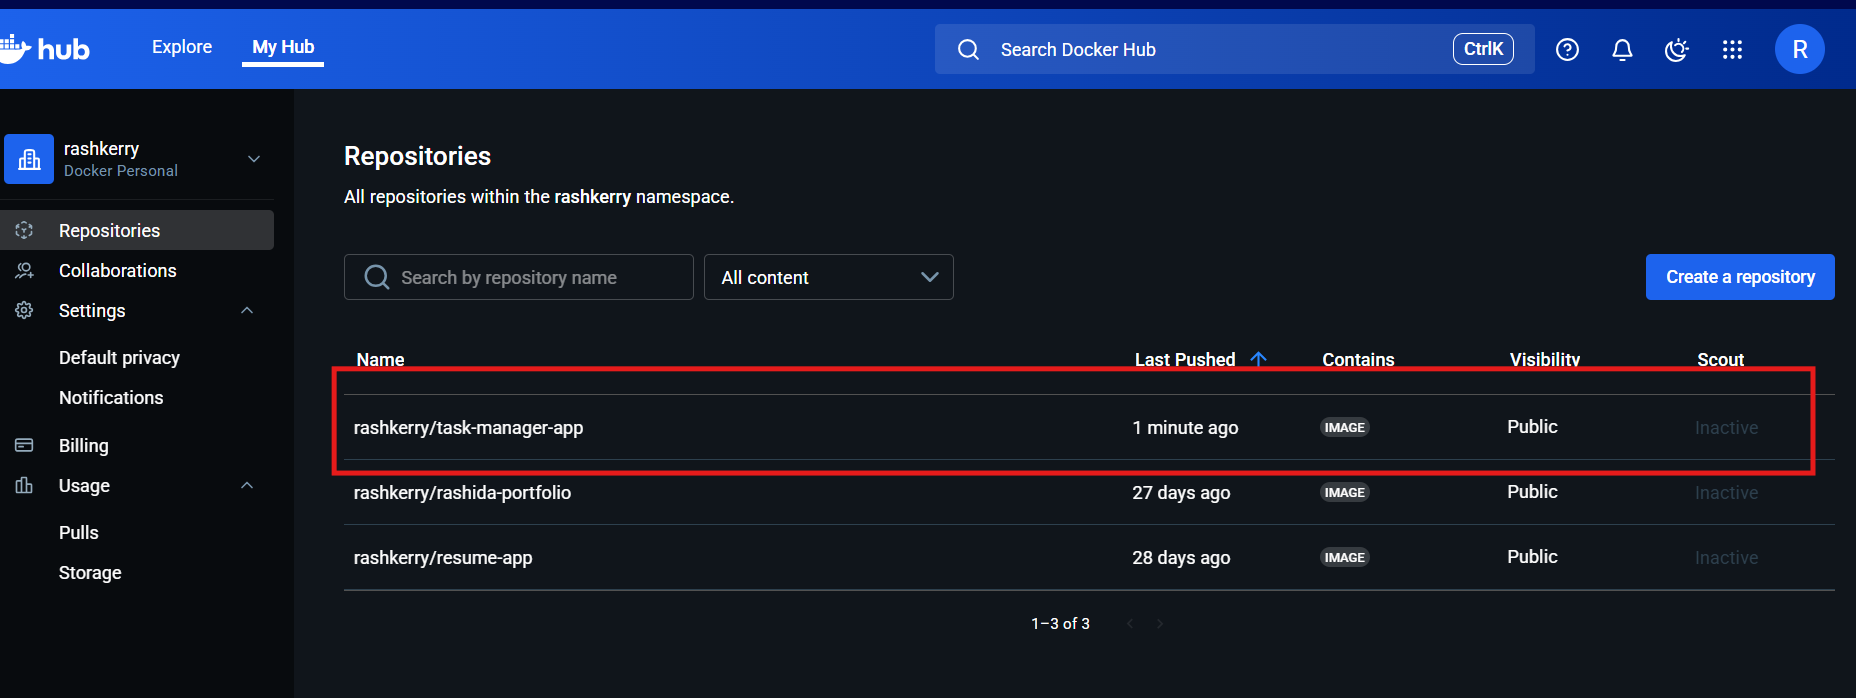 hub Explore My Hub Search Docker Hub CtrlK R
rashkerry
Docker Personal
Repositories
Collaborations
Settings
Default privacy
Notifications
Billing
Usage
Pulls
Storage
Repositories
All repositories within the rashkerry namespace.
Search by repository name All content Create a repository
Name Last Pushed Contains Visibility Scout
rashkerry/task-manager-app 1 minute ago IMAGE Public Inactive
rashkerry/rashida-portfolio 27 days ago IMAGE Public Inactive
rashkerry/resume-app 28 days ago IMAGE Public Inactive
1–3 of 3